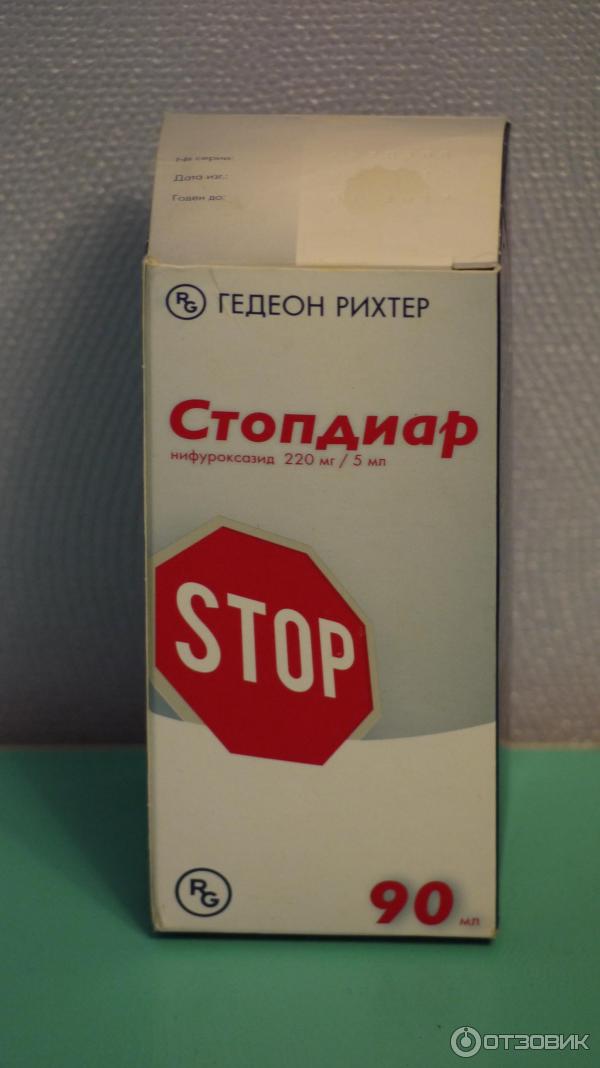 № серии:
Дата изг.:
Годен до:
RG ГЕДЕОН РИХТЕР
Стопдиар
нифуроксазид 220 мг / 5 мл
STOP
RG
90 мл
ОТЗОВИК